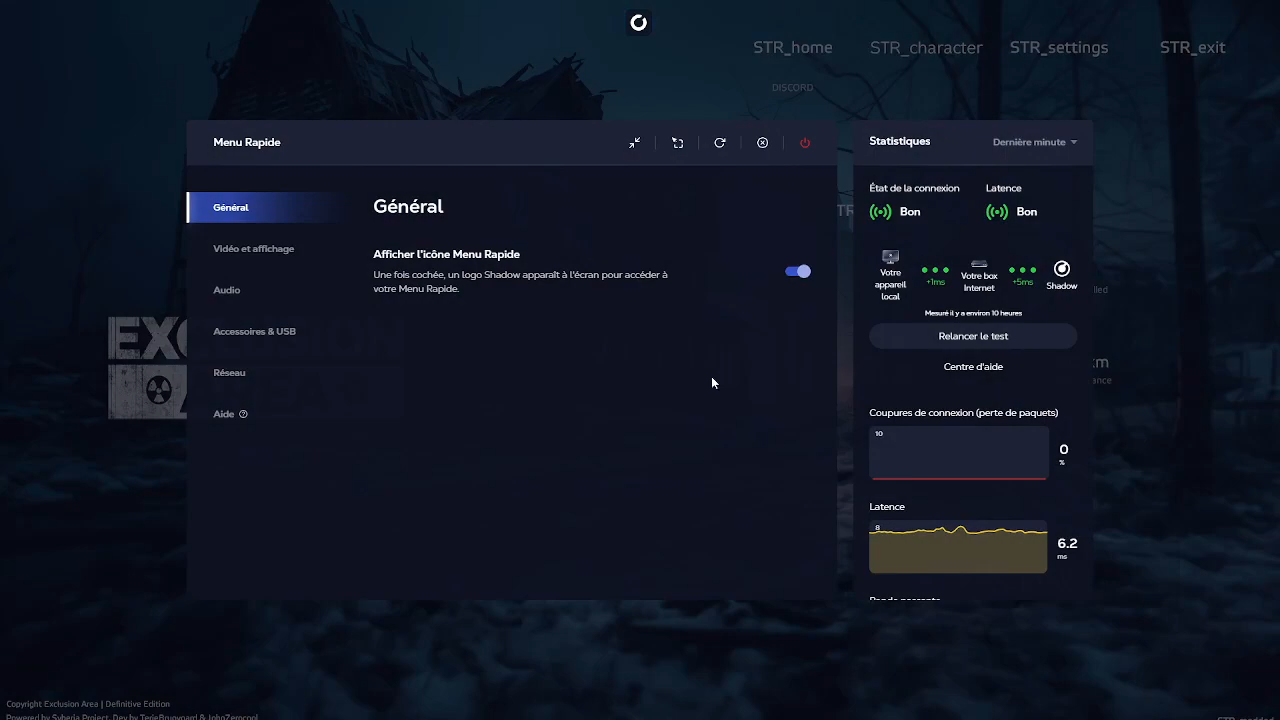 STR_home STR_character STR_settings STR_exit
DISCORD
Menu Rapide
Statistiques
Dernière minute
Général
Vidéo et affichage
Audio
Accessoires & USB
Réseau
Aide
Général
Afficher l'icône Menu Rapide
Une fois cochée, un logo Shadow apparaît à l'écran pour accéder à
votre Menu Rapide.
État de la connexion Latence
Bon Bon
Votre
appareil
local
+1ms
Votre box
Internet
+5ms
Shadow
Mesuré il y a environ 10 heures
Relancer le test
Centre d'aide
Coupures de connexion (perte de paquets)
10
0
%
Latence
8
6.2
ms
Copyright Exclusion Area | Definitive Edition